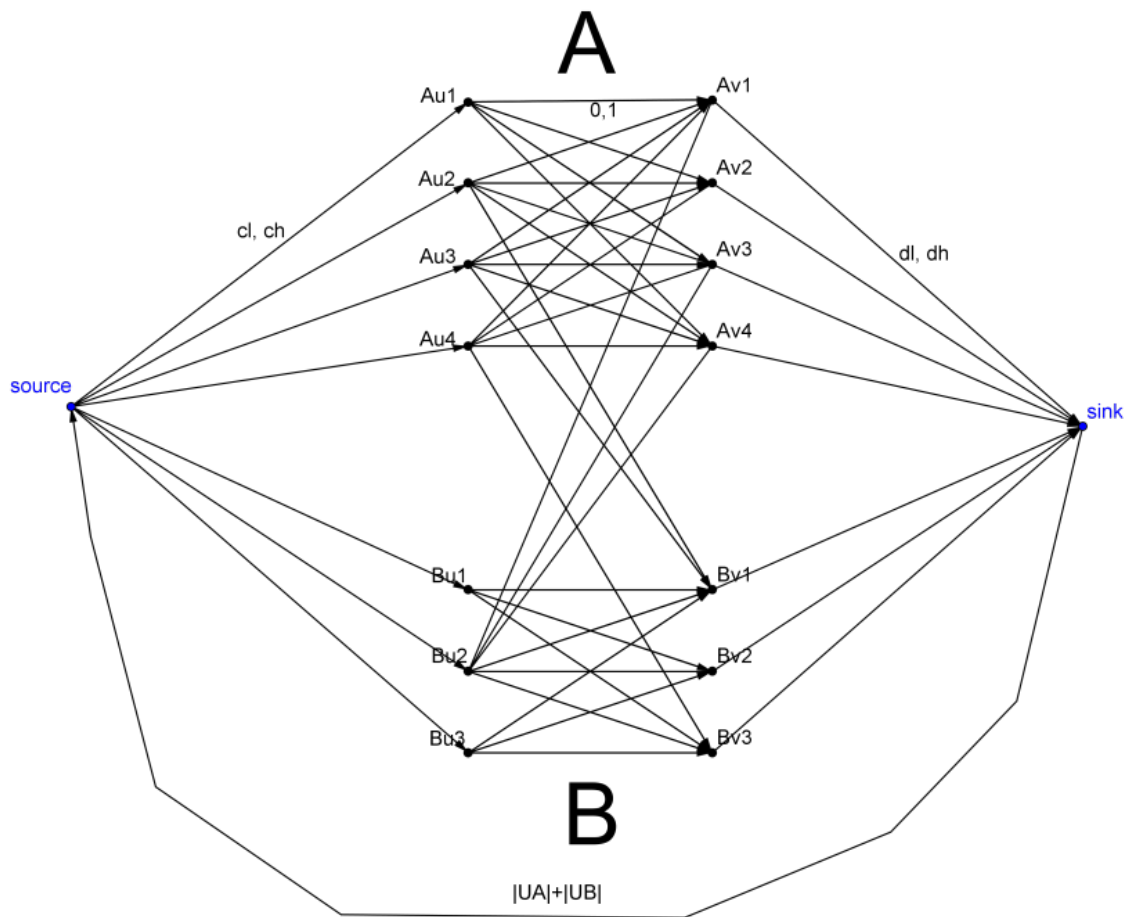 A
Au1
Av1
0,1
Au2
Av2
cl, ch
Au3
Av3
dl, dh
Au4
Av4
source
sink
Bu1
Bv1
Bu2
Bv2
Bu3
Bv3
B
|UA|+|UB|